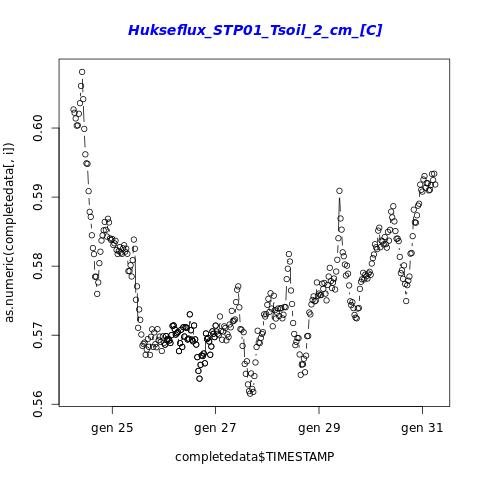 Hukseflux_STP01_Tsoil_2_cm_[C]
as.numeric(completedata[, i])
0.60
0.59
0.58
0.57
0.56
gen 25 gen 27 gen 29 gen 31
completedata$TIMESTAMP